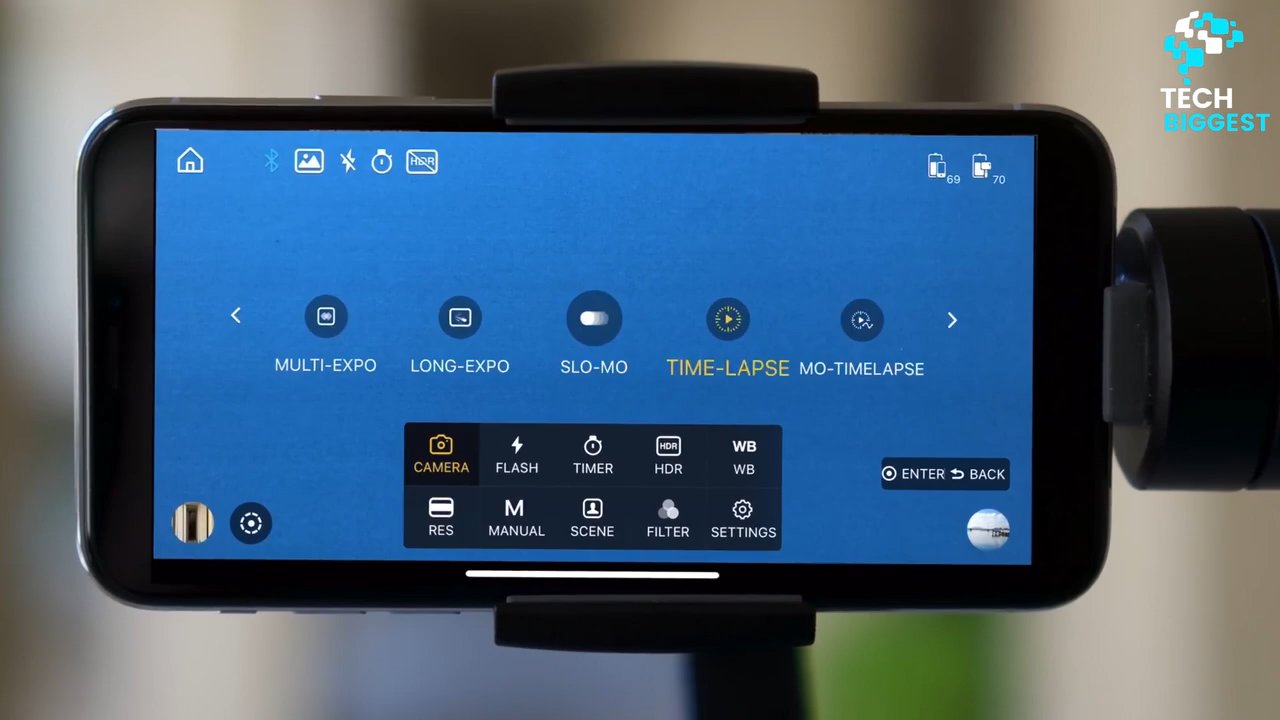 TECH
BIGGEST
HDR
69
70
MULTI-EXPO
LONG-EXPO
SLO-MO
TIME-LAPSE
MO-TIMELAPSE
CAMERA
FLASH
TIMER
HDR
HDR
WB
WB
ENTER
BACK
RES
M
MANUAL
SCENE
FILTER
SETTINGS